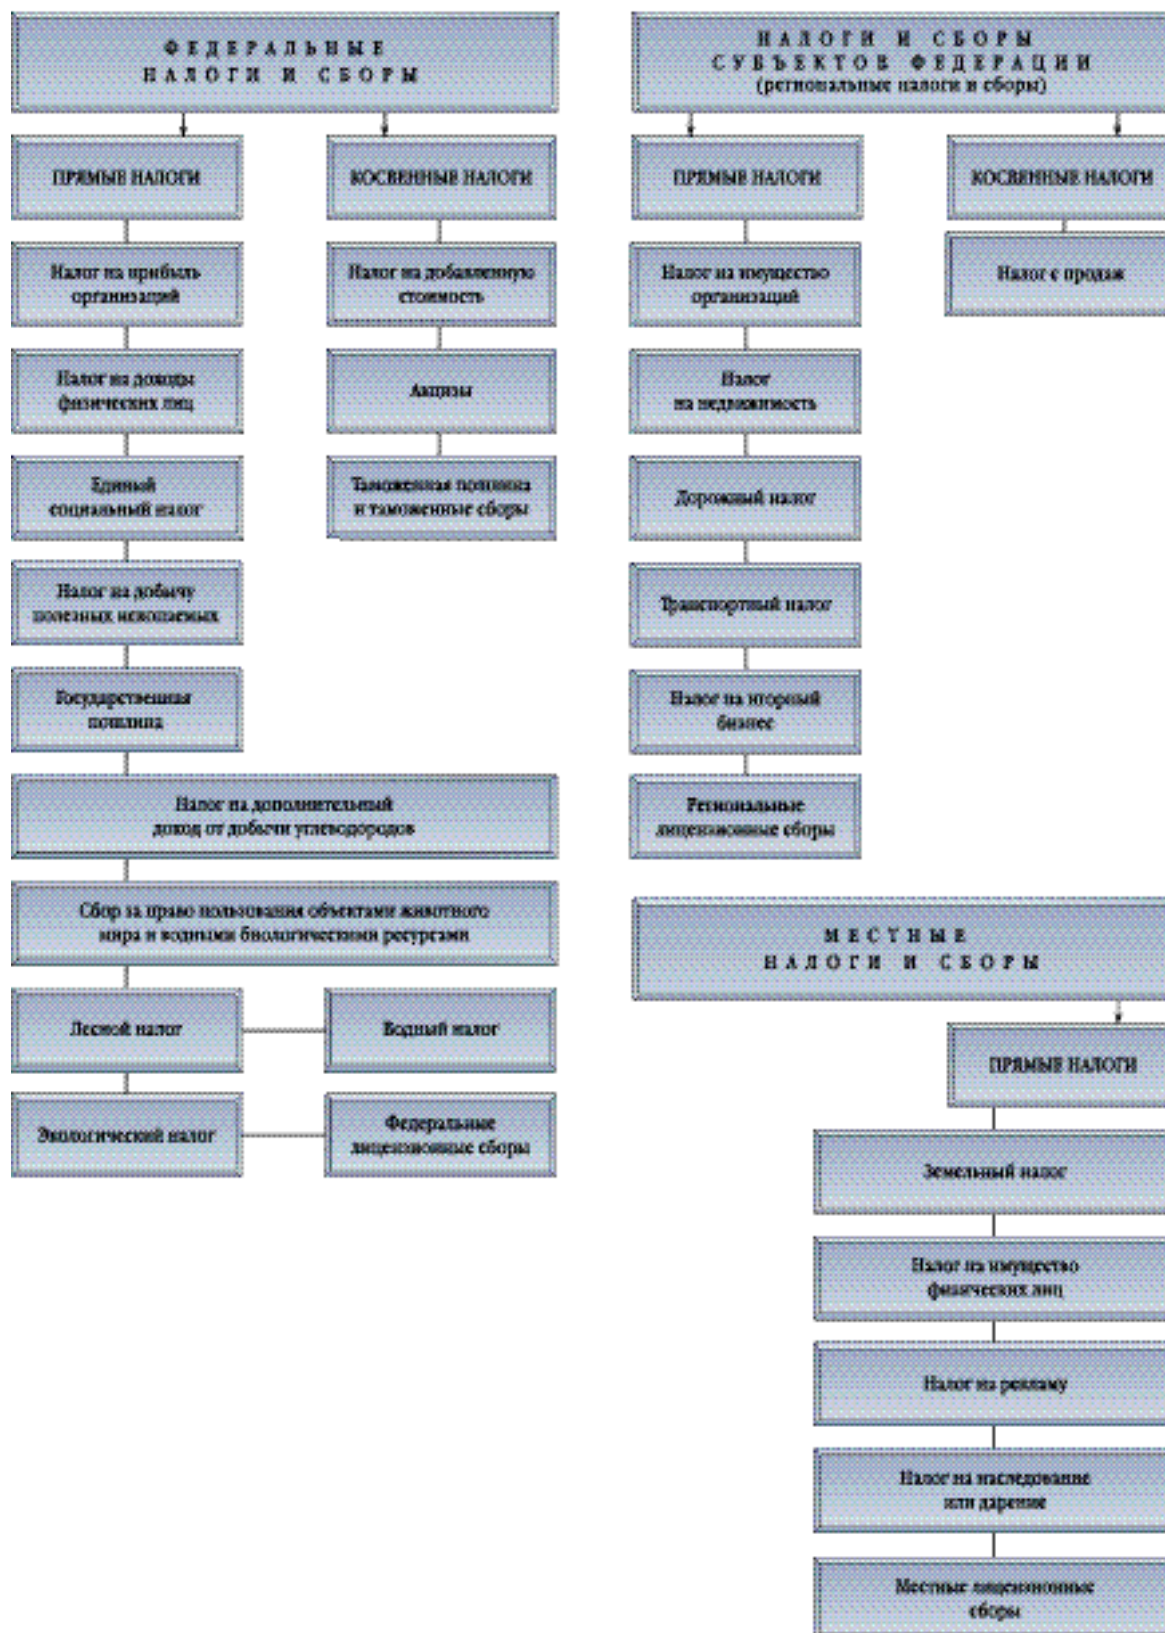 ФЕДЕРАЛЬНЫЕ
НАЛОГИ И СБОРЫ
ПРЯМЫЕ НАЛОГИ
КОСВЕННЫЕ НАЛОГИ
Налог на прибыль
организаций
Налог на добавленную
стоимость
Налог на доходы
физических лиц
Акцизы
Единый
социальный налог
Таможенная пошлина
и таможенные сборы
Налог на добычу
полезных ископаемых
Государственная
пошлина
Налог на дополнительный
доход от добычи углеводородов
Сбор за право пользования объектами животного
мира и водными биологическими ресурсами
Лесной налог
Водный налог
Экологический налог
Федеральные
лицензионные сборы
НАЛОГИ И СБОРЫ
СУБЪЕКТОВ ФЕДЕРАЦИИ
(региональные налоги и сборы)
ПРЯМЫЕ НАЛОГИ
КОСВЕННЫЕ НАЛОГИ
Налог на имущество
организаций
Налог с продаж
Налог
на недвижимость
Дорожный налог
Транспортный налог
Налог на игорный
бизнес
Региональные
лицензионные сборы
МЕСТНЫЕ
НАЛОГИ И СБОРЫ
ПРЯМЫЕ НАЛОГИ
Земельный налог
Налог на имущество
физических лиц
Налог на рекламу
Налог на наследование
или дарение
Местные лицензионные
сборы